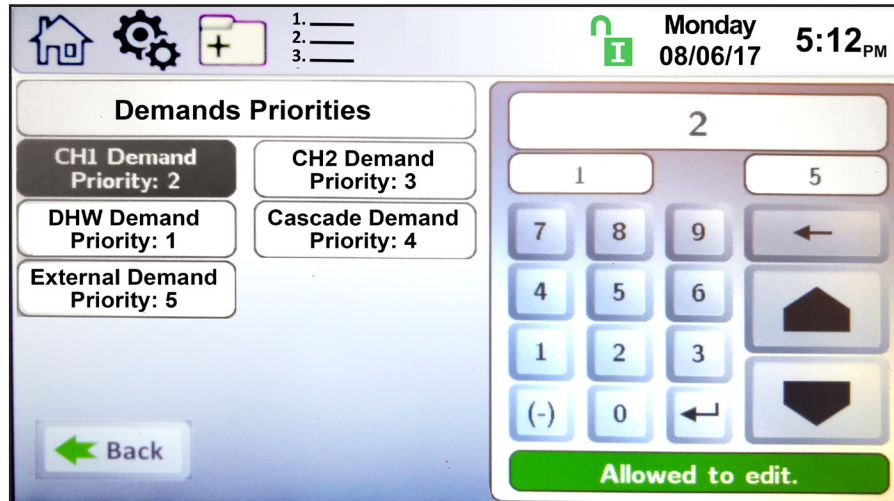 1.
2.
3.
I
Monday
08/06/17
5:12PM
Demands Priorities
CH1 Demand
Priority: 2
CH2 Demand
Priority: 3
DHW Demand
Priority: 1
Cascade Demand
Priority: 4
External Demand
Priority: 5
Back
2
1 5
7 8 9
4 5 6
1 2 3
(-) 0
Allowed to edit.